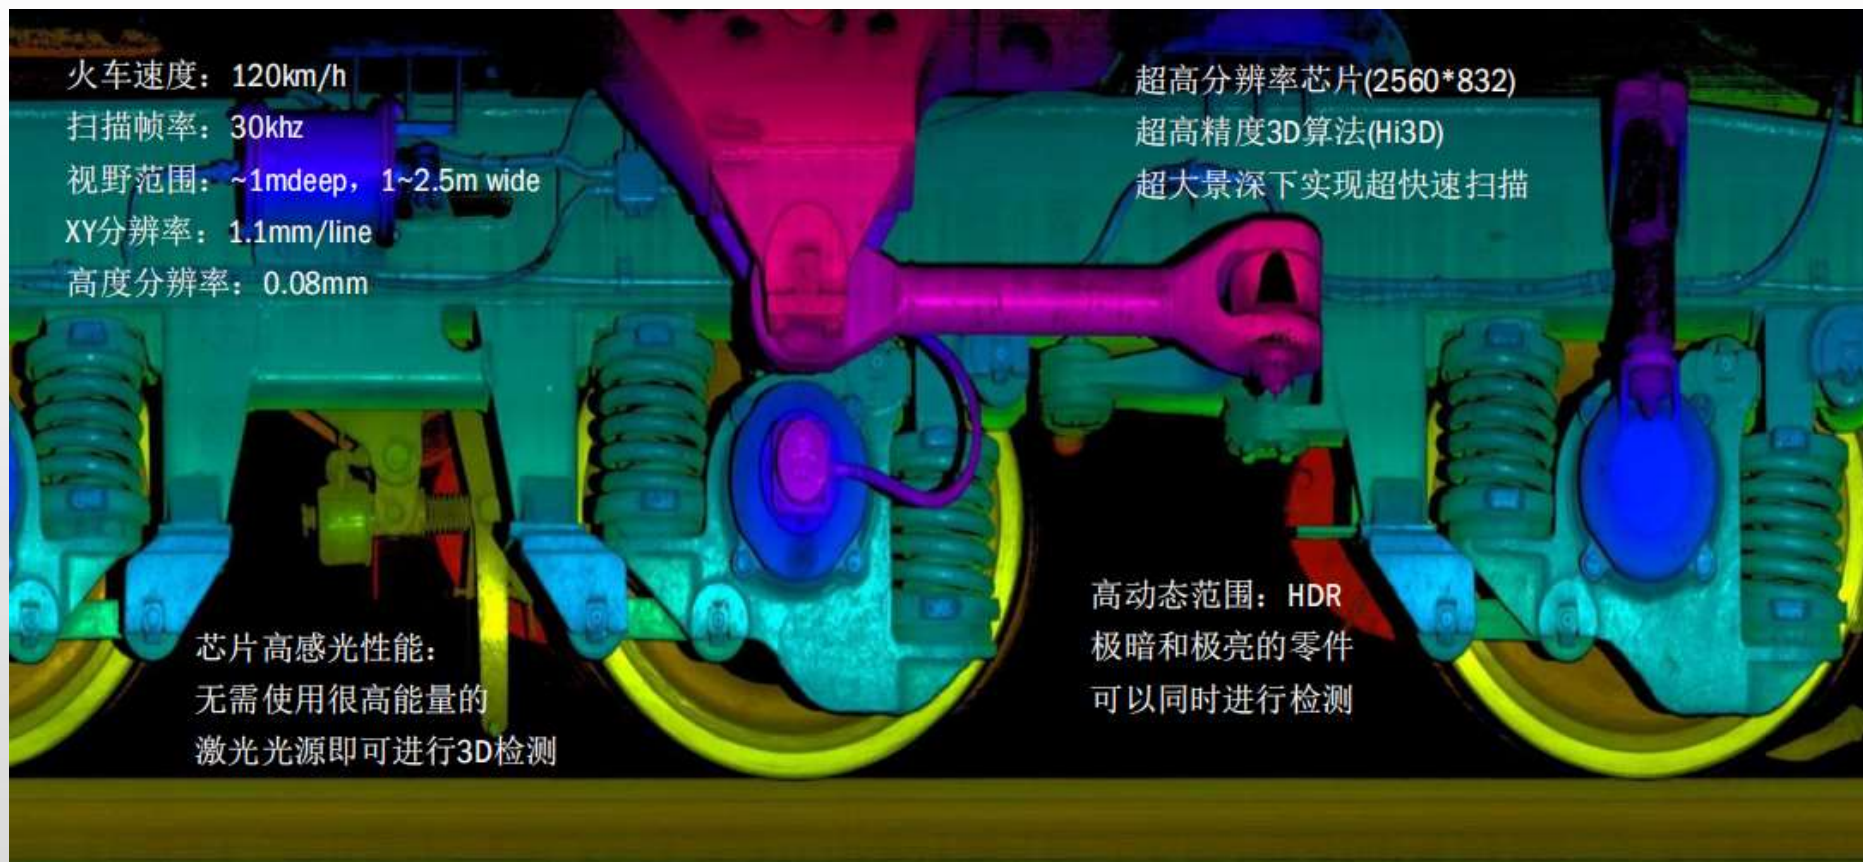 火车速度：120km/h
扫描帧率：30khz
视野范围：~1mdeep，1~2.5m wide
XY分辨率：1.1mm/line
高度分辨率：0.08mm
超高分辨率芯片(2560*832)
超高精度3D算法(Hi3D)
超大景深下实现超快速扫描
芯片高感光性能：
无需使用很高能量的
激光光源即可进行3D检测
高动态范围：HDR
极暗和极亮的零件
可以同时进行检测